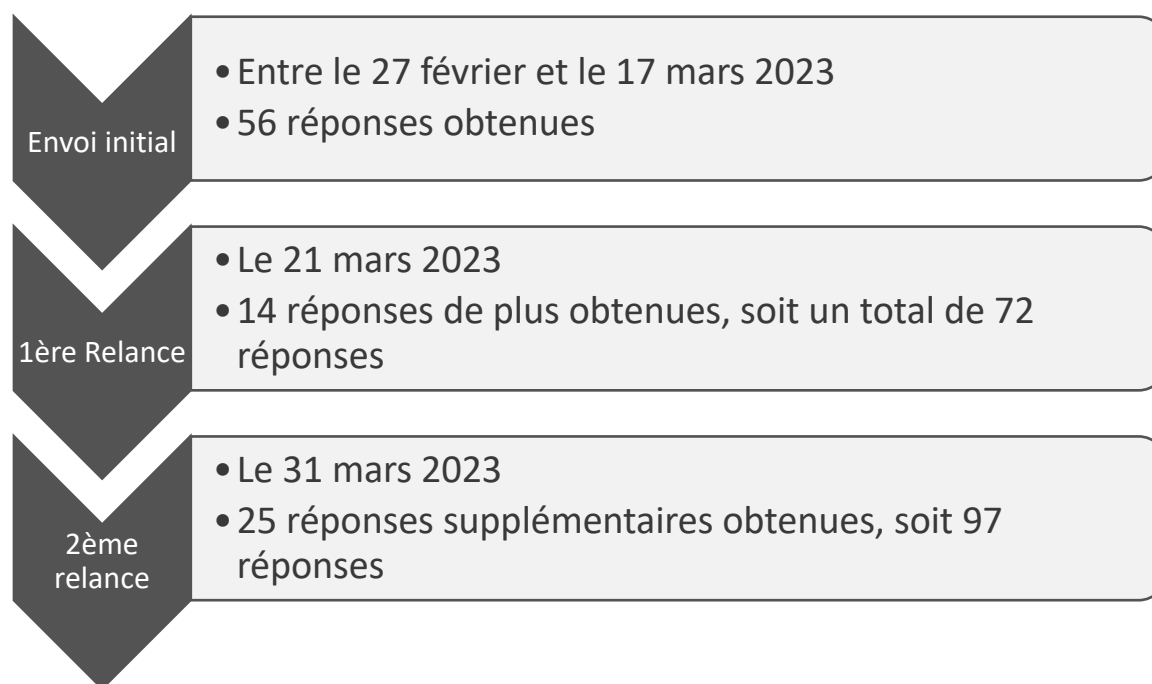 Envoi initial
• Entre le 27 février et le 17 mars 2023
• 56 réponses obtenues
1ère Relance
• Le 21 mars 2023
• 14 réponses de plus obtenues, soit un total de 72
réponses
2ème
relance
• Le 31 mars 2023
• 25 réponses supplémentaires obtenues, soit 97
réponses